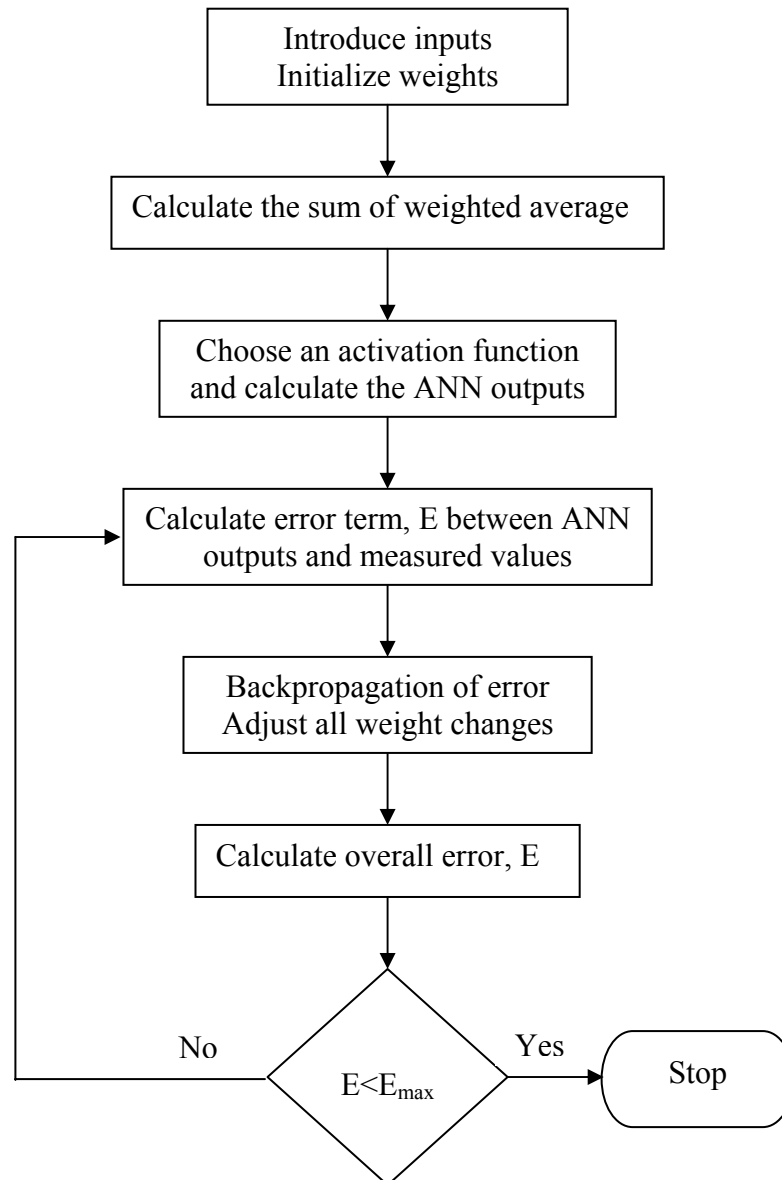 Introduce inputs
Initialize weights
Calculate the sum of weighted average
Choose an activation function
and calculate the ANN outputs
Calculate error term, E between ANN
outputs and measured values
Backpropagation of error
Adjust all weight changes
Calculate overall error, E
No
E<Emax
Yes
Stop